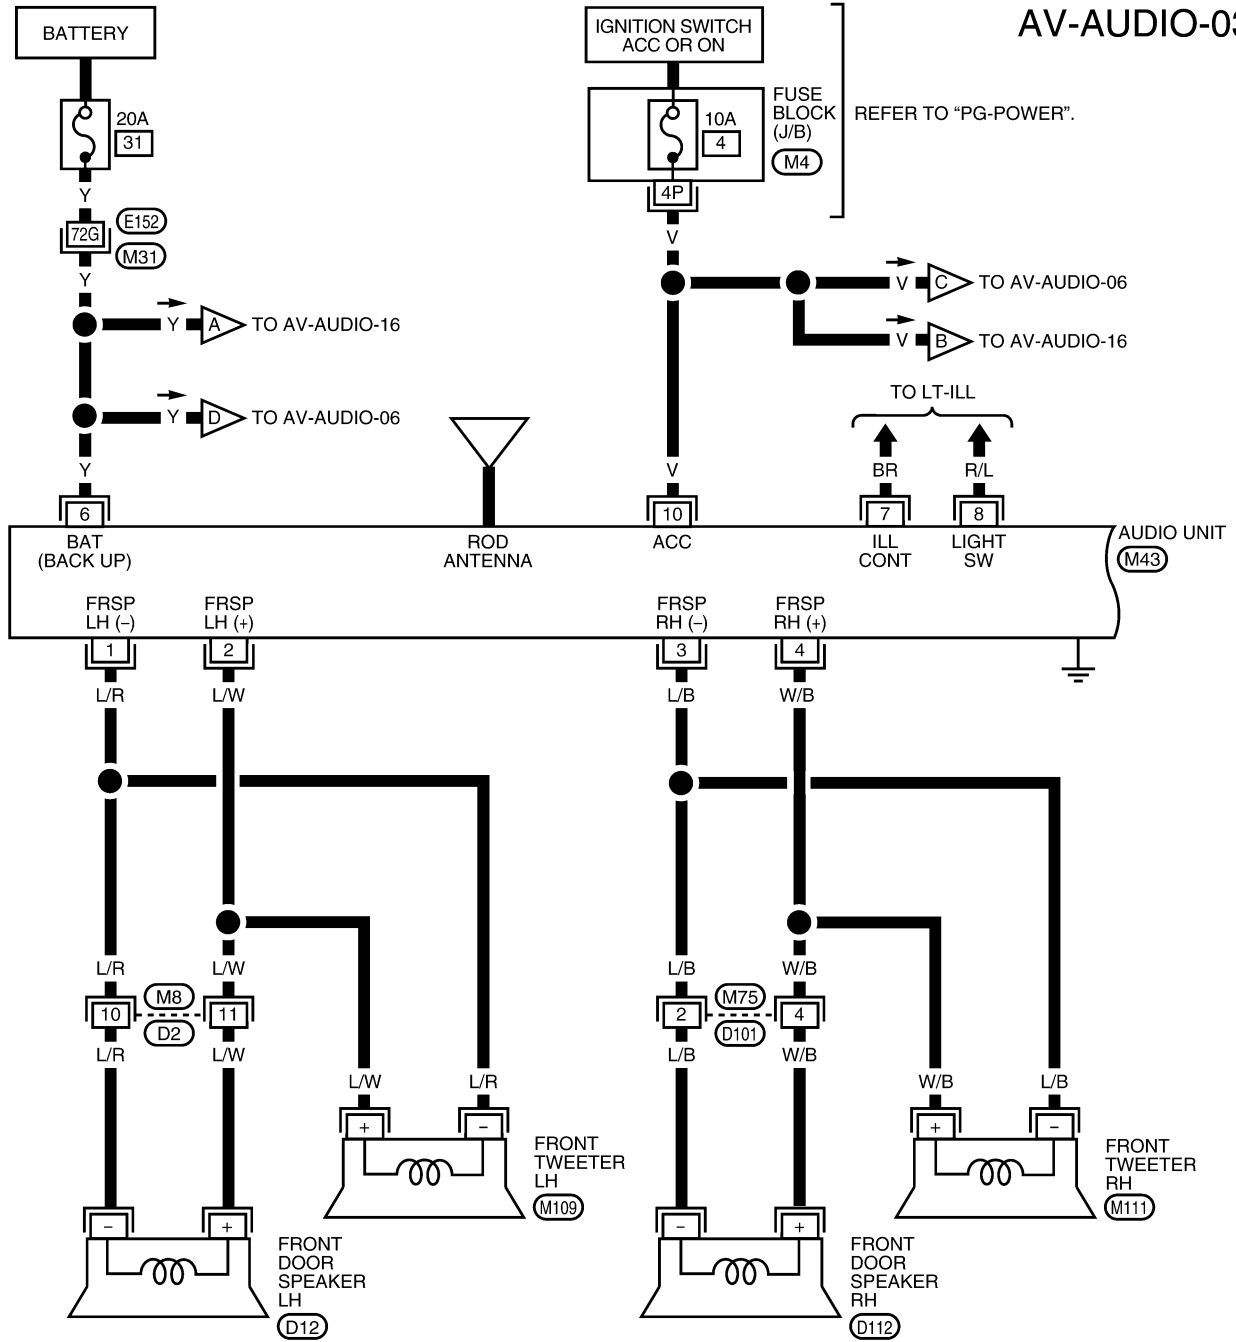 AV-AUDIO-03
BATTERY
IGNITION SWITCH
ACC OR ON
20A
31
10A
4
FUSE
BLOCK
(J/B)
M4
REFER TO “PG-POWER”.
4P
Y
72G
E152
M31
Y
V
V
C
TO AV-AUDIO-06
Y
A
TO AV-AUDIO-16
V
B
TO AV-AUDIO-16
TO LT-ILL
Y
D
TO AV-AUDIO-06
Y
V
BR
R/L
6
10
7
8
BAT
(BACK UP)
ROD
ANTENNA
ACC
ILL
CONT
LIGHT
SW
AUDIO UNIT
M43
FRSP
LH (–)
FRSP
LH (+)
FRSP
RH (–)
FRSP
RH (+)
1
2
3
4
L/R
L/W
L/B
W/B
L/R
L/W
L/B
W/B
10
M8
D2
11
2
M75
D101
4
L/R
L/W
L/B
W/B
L/W
L/R
W/B
L/B
+
–
+
–
FRONT
TWEETER
LH
M109
FRONT
TWEETER
RH
M111
–
+
–
+
FRONT
DOOR
SPEAKER
LH
D12
FRONT
DOOR
SPEAKER
RH
D112